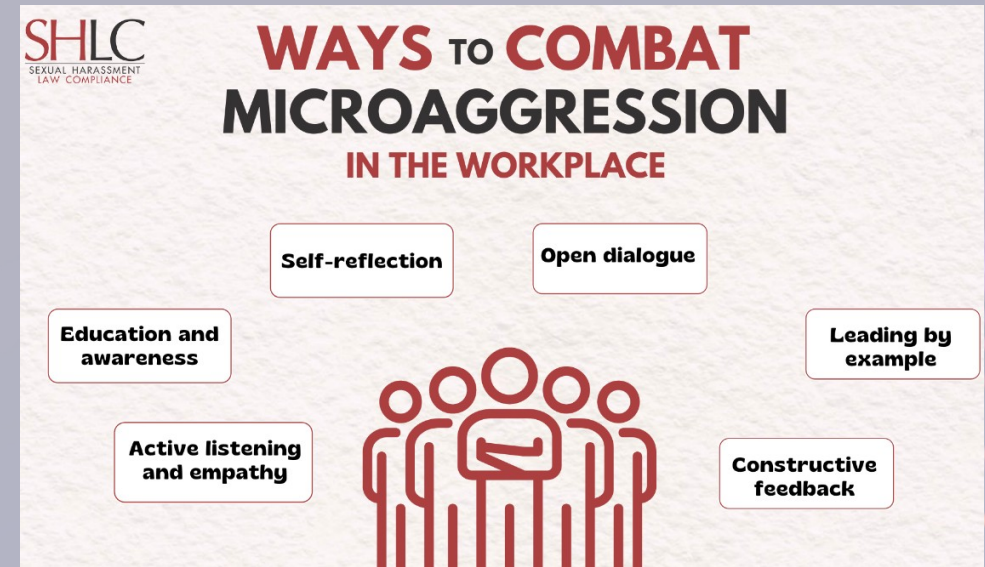 SHLC
SEXUAL HARASSMENT
LAW COMPLIANCE
WAYS TO COMBAT
MICROAGGRESSION
IN THE WORKPLACE
Self-reflection
Open dialogue
Education and
awareness
Leading by
example
Active listening
and empathy
Constructive
feedback